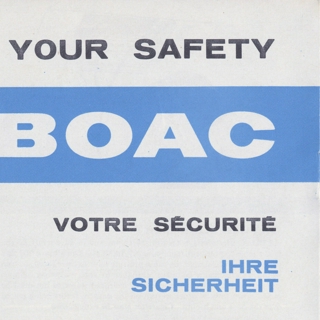 YOUR SAFETY
BOAC
VOTRE SÉCURITÉ
IHRE
SICHERHEIT